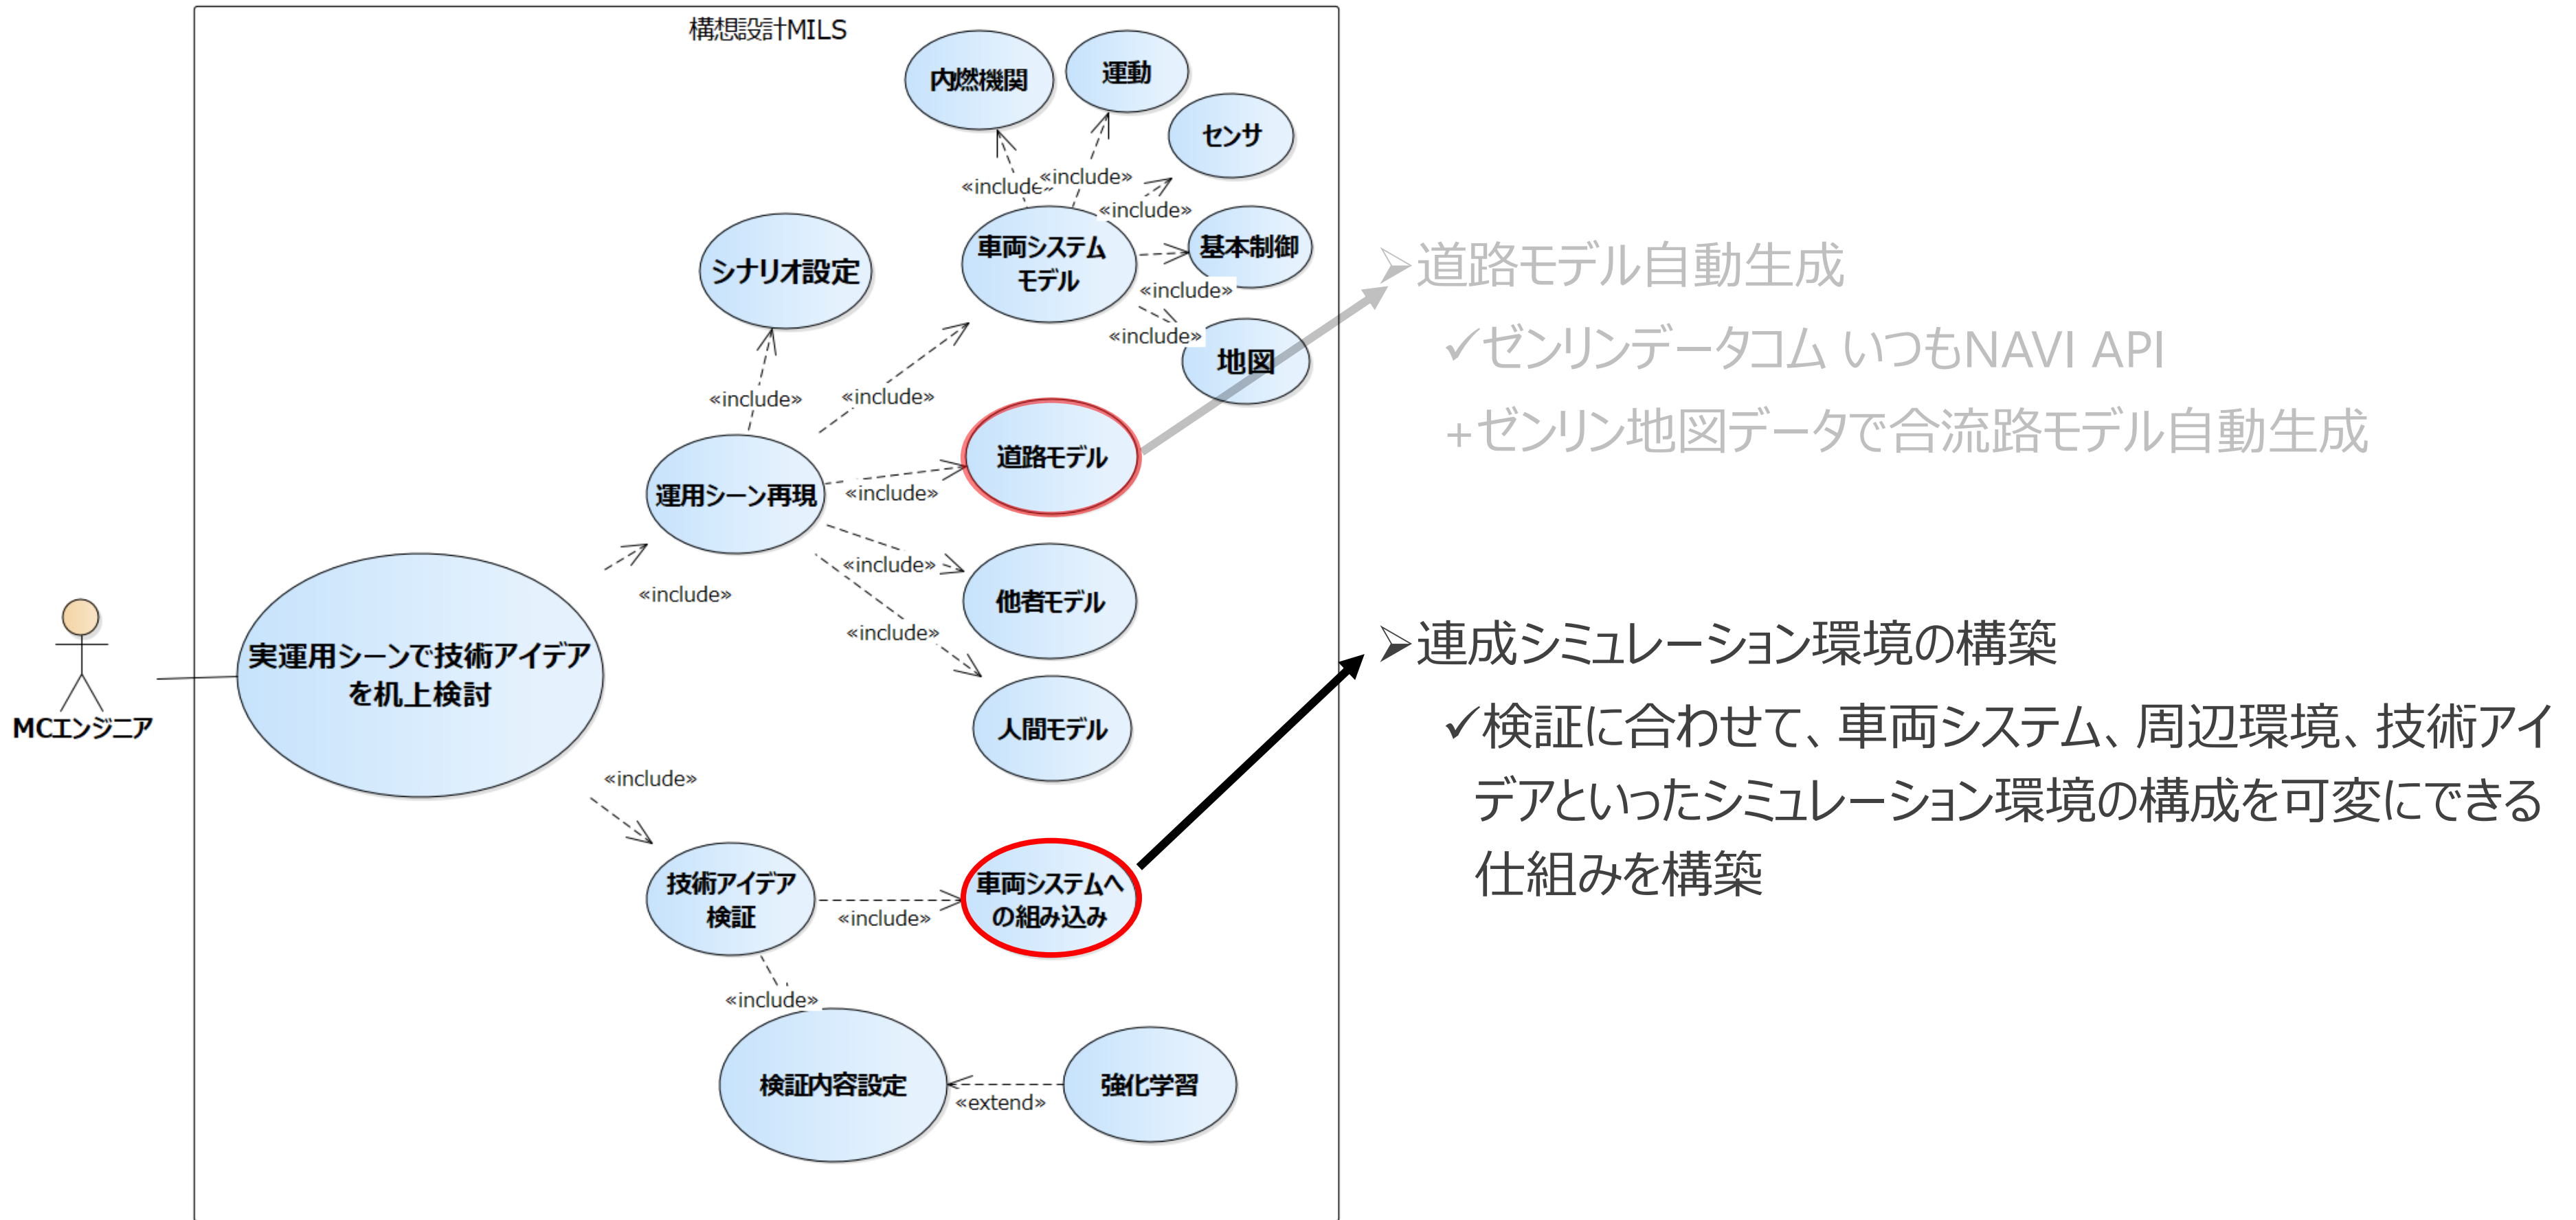 構想設計MILS
内燃機関
運動
センサ
«include»
«include»
«include»
車両システム
モデル
基本制御
シナリオ設定
«include»
«include»
地図
«include»
«include»
道路モデル
運用シーン再現
«include»
«include»
他者モデル
«include»
«include»
実運用シーンで技術アイデア
を机上検討
MCエンジニア
人間モデル
«include»
技術アイデア
検証
車両システムへ
の組み込み
«include»
«include»
検証内容設定
強化学習
«extend»
➢道路モデル自動生成
✓ゼンリンデータコム いつもNAVI API
+ゼンリン地図データで合流路モデル自動生成
➢連成シミュレーション環境の構築
✓検証に合わせて、車両システム、周辺環境、技術アイ
デアといったシミュレーション環境の構成を可変にできる
仕組みを構築